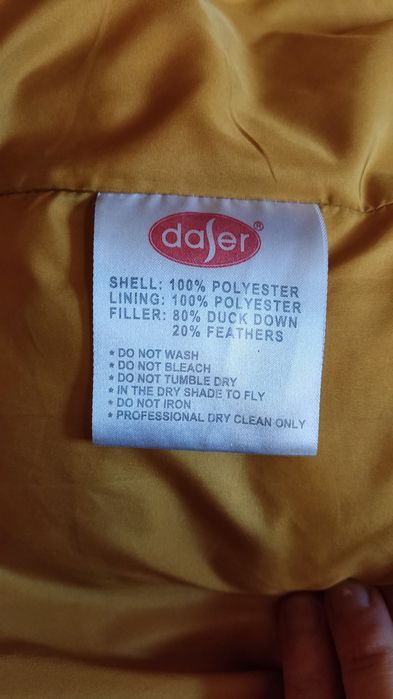 daser®
SHELL: 100% POLYESTER
LINING: 100% POLYESTER
FILLER: 80% DUCK DOWN
20% FEATHERS
* DO NOT WASH
* DO NOT BLEACH
* DO NOT TUMBLE DRY
* IN THE DRY SHADE TO FLY
* DO NOT IRON
* PROFESSIONAL DRY CLEAN ONLY